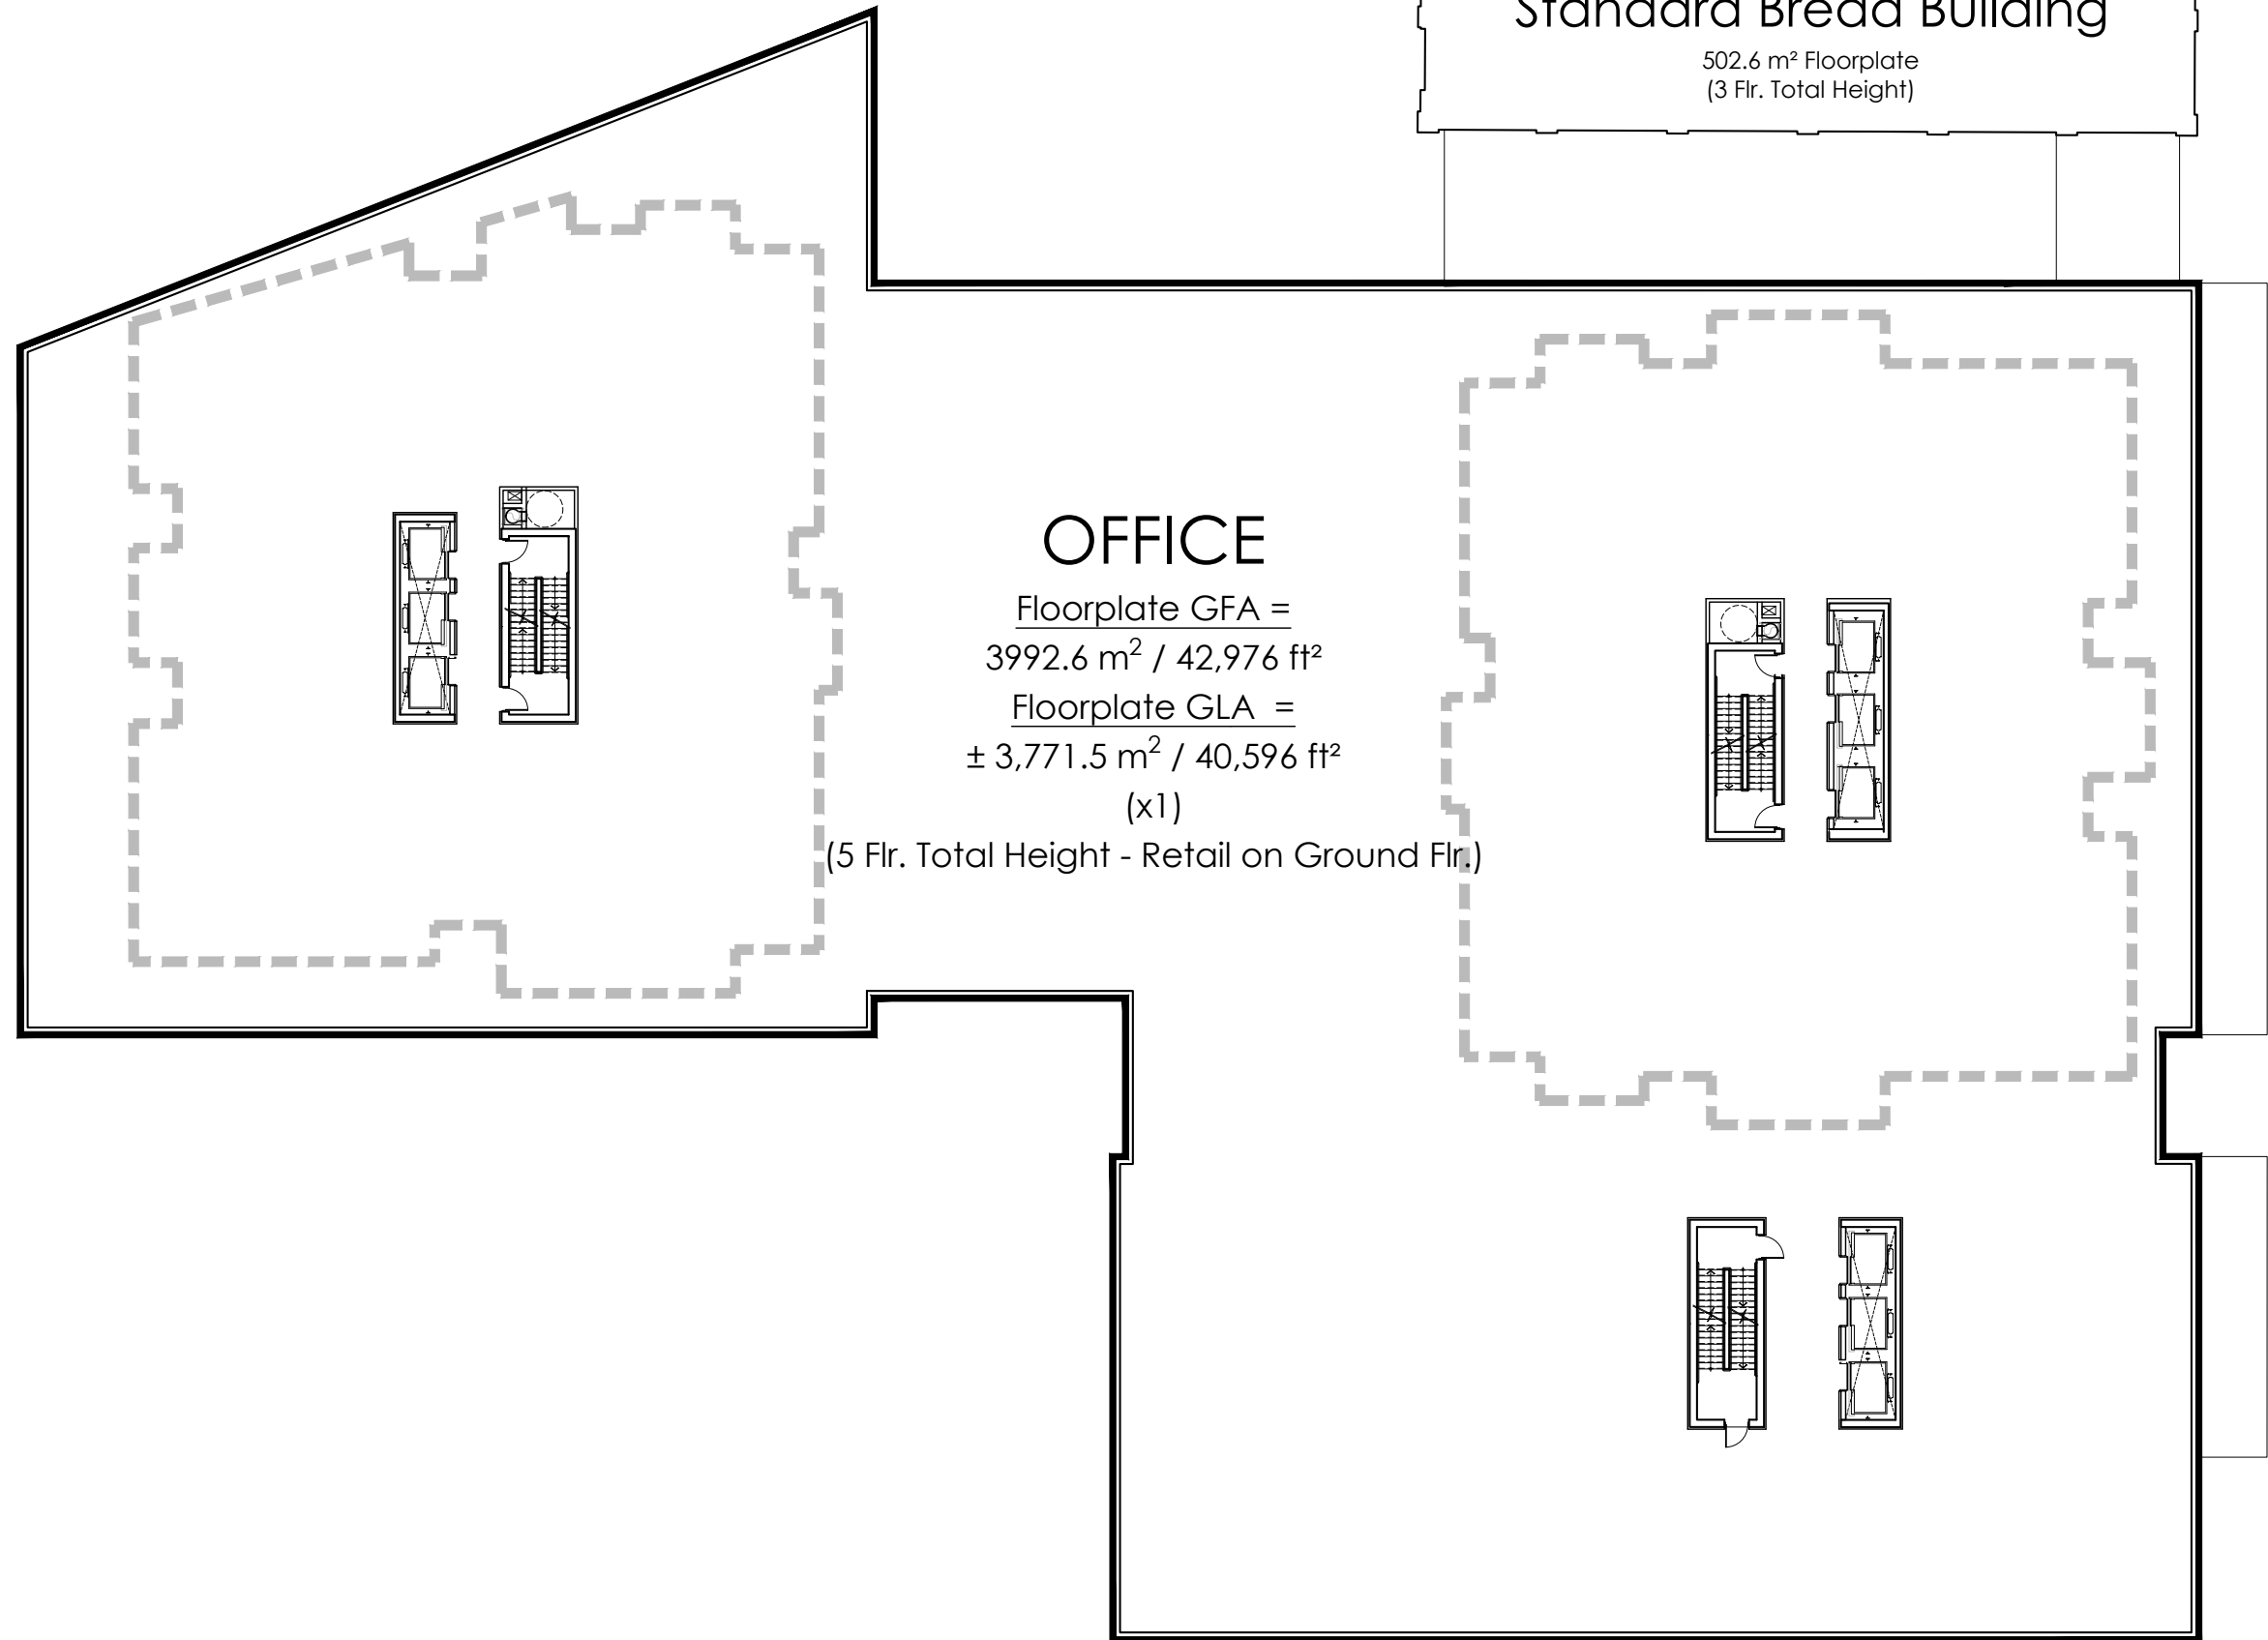 Standard Bread Building
502.6 m² Floorplate
(3 Flr. Total Height)
OFFICE
Floorplate GFA =
3992.6 m² / 42,976 ft²
Floorplate GLA =
± 3,771.5 m² / 40,596 ft²
(x1)
(5 Flr. Total Height - Retail on Ground Flr.)